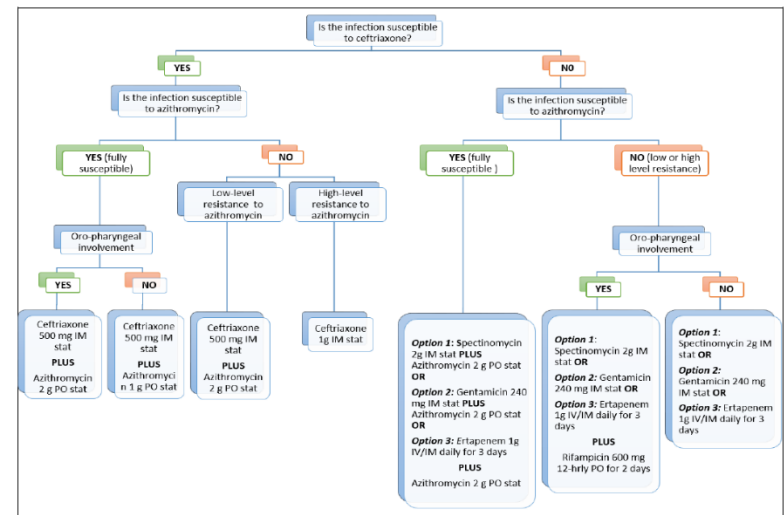 Is the infection susceptible
to ceftriaxone?
YES
NO
Is the infection susceptible
to azithromycin?
Is the infection susceptible
to azithromycin?
YES (fully
susceptible)
NO
YES (fully
susceptible )
NO (low or high
level resistance)
Low-level
resistance to
azithromycin
High-level
resistance to
azithromycin
Oro-pharyngeal
involvement
Oro-pharyngeal
involvement
YES
NO
YES
NO
Ceftriaxone
500 mg IM
stat
PLUS
Azithromycin
2 g PO stat
Ceftriaxone
500 mg IM
stat
PLUS
Azithromyci
n 1 g PO stat
Ceftriaxone
500 mg IM
stat
PLUS
Azithromycin
2 g PO stat
Ceftriaxone
1g IM stat
Option 1: Spectinomycin
2g IM stat PLUS
Azithromycin 2 g PO stat
OR
Option 2: Gentamicin 240
mg IM stat PLUS
Azithromycin 2 g PO stat
OR
Option 3: Ertapenem 1g
IV/IM daily for 3 days
PLUS
Azithromycin 2 g PO stat
Option 1:
Spectinomycin 2g IM
stat OR
Option 2: Gentamicin
240 mg IM stat OR
Option 3: Ertapenem
1g IV/IM daily for 3
days
PLUS
Rifampicin 600 mg
12-hrly PO for 2 days
Option 1:
Spectinomycin 2g IM
stat OR
Option 2:
Gentamicin 240 mg
IM stat OR
Option 3: Ertapenem
1g IV/IM daily for 3
days